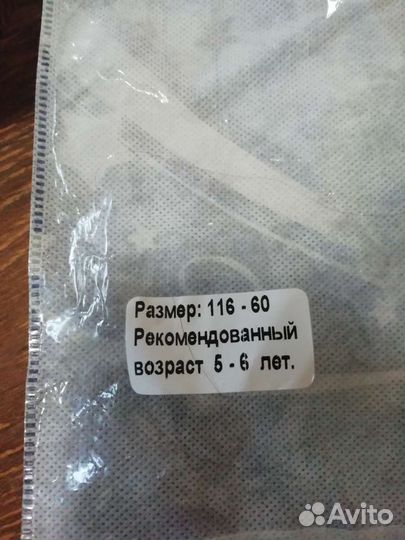 Размер: 116 - 60
Рекомендованный
возраст 5 - 6 лет.
Avito